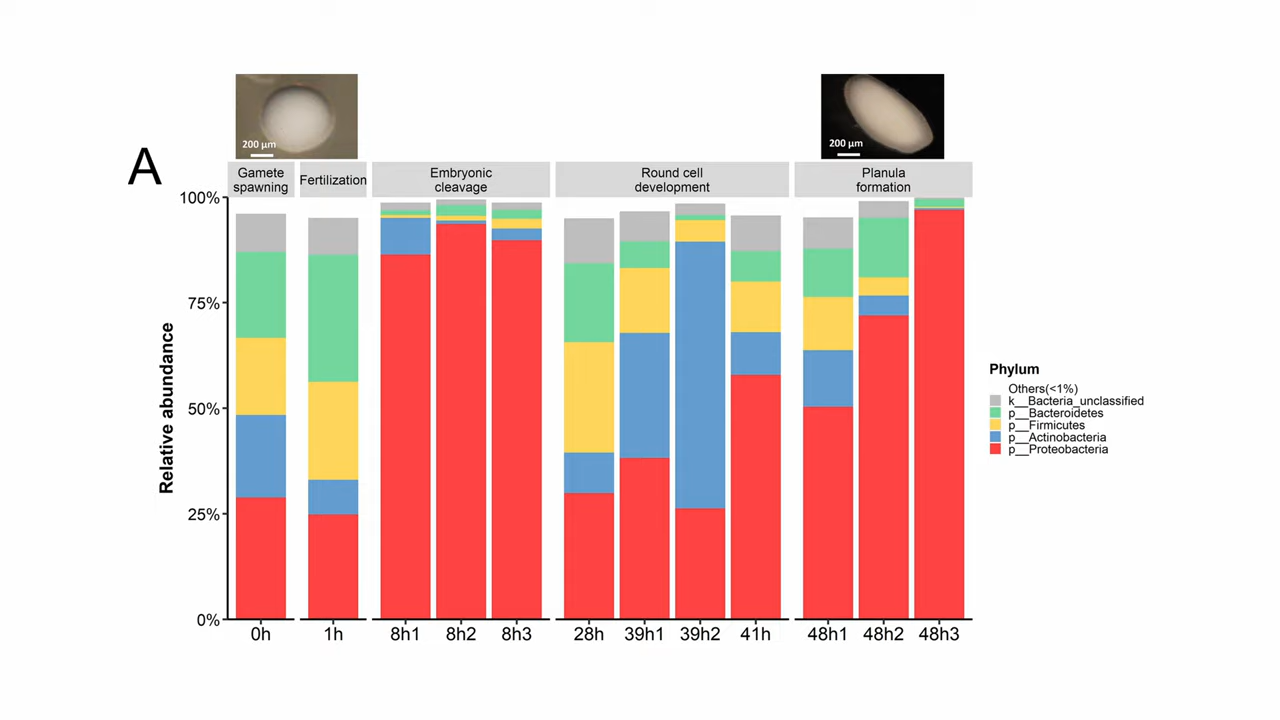 200 µm
200 µm
A
Gamete
spawning
Fertilization
Embryonic
cleavage
Round cell
development
Planula
formation
100%
75%
50%
25%
0%
Relative abundance
0h
1h
8h1
8h2
8h3
28h
39h1
39h2
41h
48h1
48h2
48h3
Phylum
Others(<1%)
k__Bacteria_unclassified
p__Bacteroidetes
p__Firmicutes
p__Actinobacteria
p__Proteobacteria